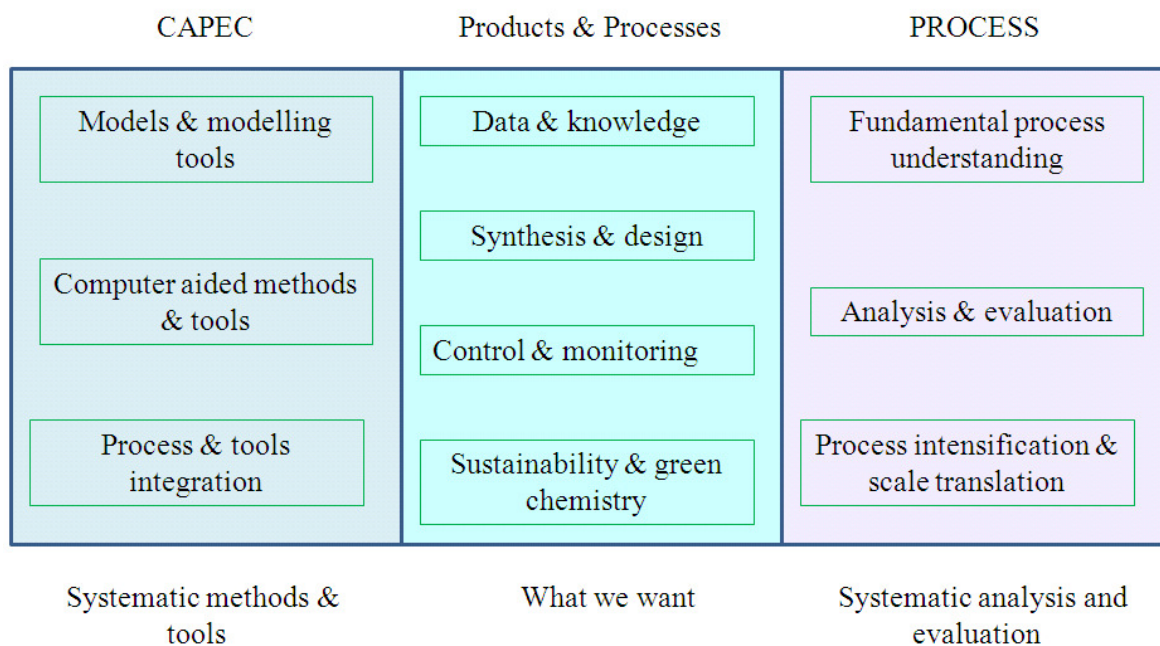 CAPEC
Products & Processes
PROCESS
Models & modelling
tools
Computer aided methods
& tools
Process & tools
integration
Data & knowledge
Synthesis & design
Control & monitoring
Sustainability & green
chemistry
Fundamental process
understanding
Analysis & evaluation
Process intensification &
scale translation
Systematic methods &
tools
What we want
Systematic analysis and
evaluation